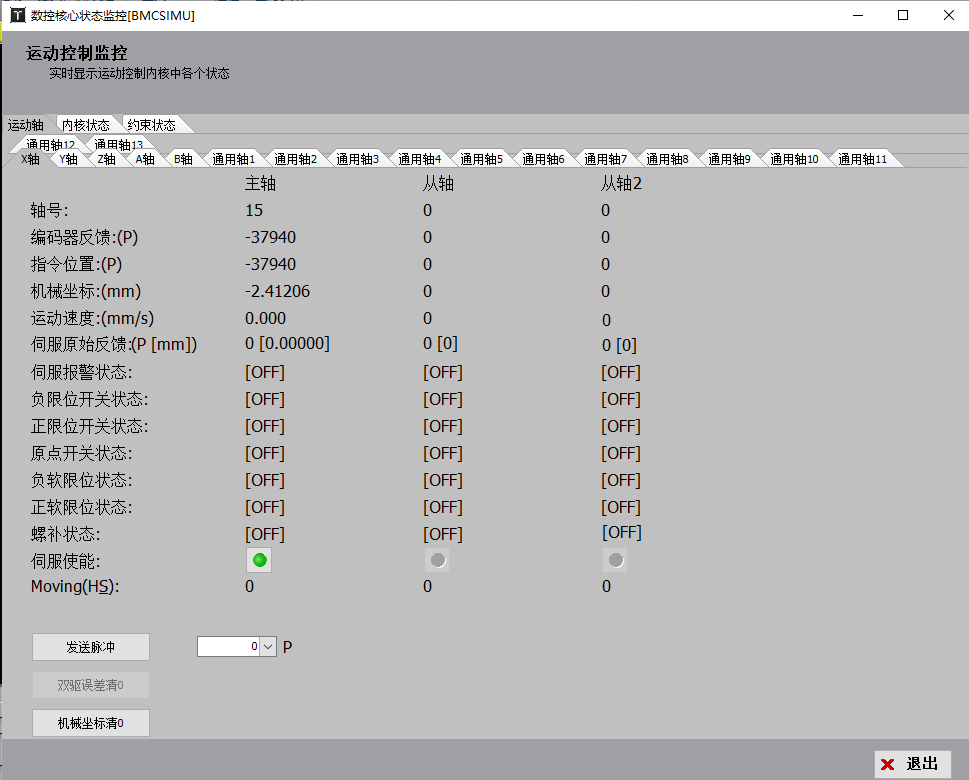 数控核心状态监控[BMCSIMU]
运动控制监控
实时显示运动控制内核中各个状态
运动轴 内核状态 约束状态
通用轴12 通用轴13
X轴 Y轴 Z轴 A轴 B轴 通用轴1 通用轴2 通用轴3 通用轴4 通用轴5 通用轴6 通用轴7 通用轴8 通用轴9 通用轴10 通用轴11
主轴 从轴 从轴2
轴号: 15 0 0
编码器反馈:(P) -37940 0 0
指令位置:(P) -37940 0 0
机械坐标:(mm) -2.41206 0 0
运动速度:(mm/s) 0.000 0 0
伺服原始反馈:(P [mm]) 0 [0.00000] 0 [0] 0 [0]
伺服报警状态: [OFF] [OFF] [OFF]
负限位开关状态: [OFF] [OFF] [OFF]
正限位开关状态: [OFF] [OFF] [OFF]
原点开关状态: [OFF] [OFF] [OFF]
负软限位状态: [OFF] [OFF] [OFF]
正软限位状态: [OFF] [OFF] [OFF]
螺补状态: [OFF] [OFF] [OFF]
伺服使能:
Moving(HS): 0 0 0
发送脉冲 0 P
双驱误差清0
机械坐标清0
退出